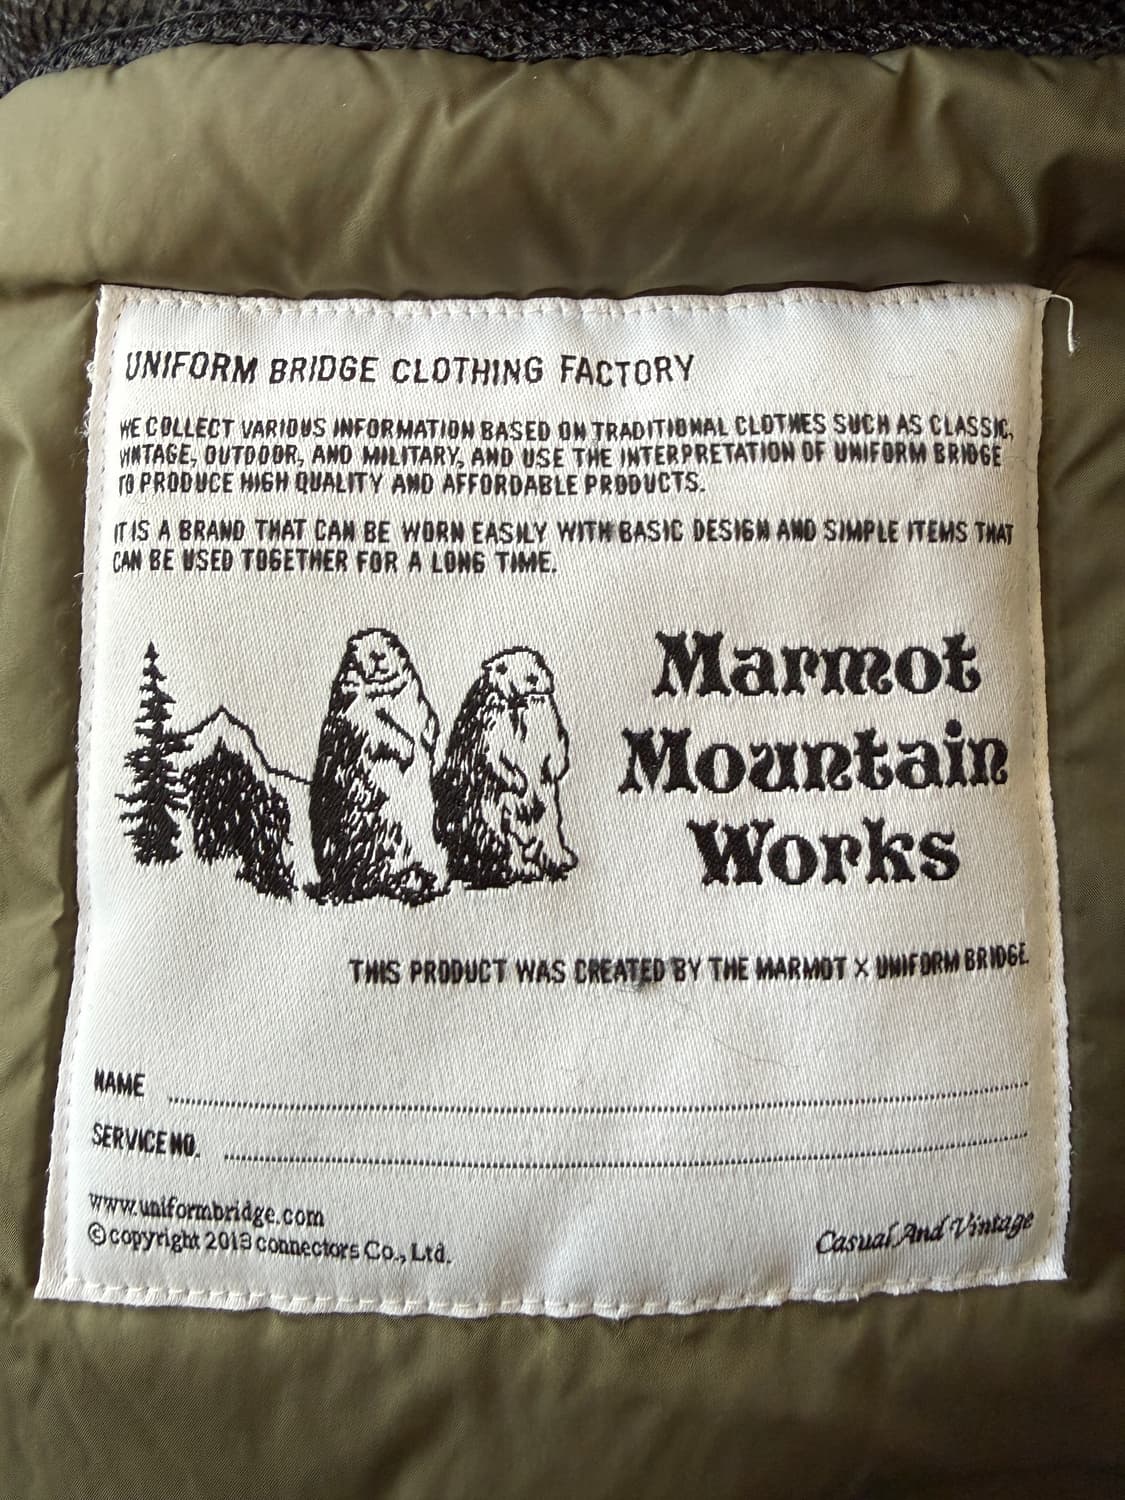 UNIFORM BRIDGE CLOTHING FACTORY
WE COLLECT VARIOUS INFORMATION BASED ON TRADITIONAL CLOTHES SUCH AS CLASSIC,
VINTAGE, OUTDOOR, AND MILITARY, AND USE THE INTERPRETATION OF UNIFORM BRIDGE
TO PRODUCE HIGH QUALITY AND AFFORDABLE PRODUCTS.
IT IS A BRAND THAT CAN BE WORN EASILY WITH BASIC DESIGN AND SIMPLE ITEMS THAT
CAN BE USED TOGETHER FOR A LONG TIME.
Marmot
Mountain
Works
THIS PRODUCT WAS CREATED BY THE MARMOT X UNIFORM BRIDGE.
NAME
SERVICE NO.
www.uniformbridge.com
©copyright 2013 connectors Co., Ltd.
Casual And Vintage